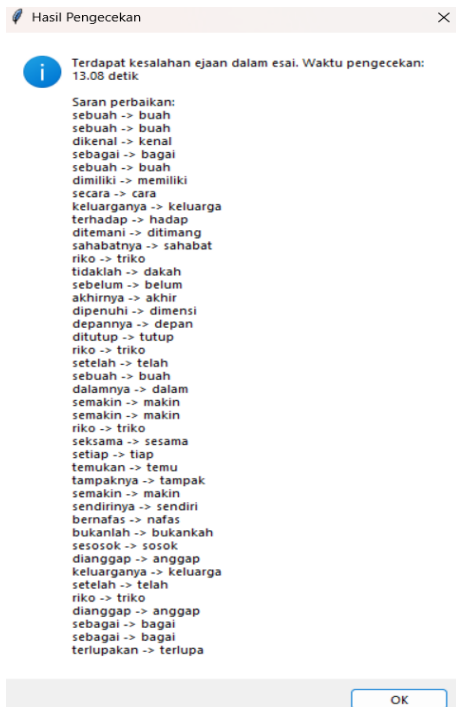 Hasil Pengecekan
Terdapat kesalahan ejaan dalam esai. Waktu pengecekan:
13.08 detik
Saran perbaikan:
sebuah -> buah
sebuah -> buah
dikenal -> kenal
sebagai -> bagai
sebuah -> buah
dimiliki -> memiliki
secara -> cara
keluarganya -> keluarga
terhadap -> hadap
ditemani -> ditimang
sahabatnya -> sahabat
riko -> triko
tidaklah -> dakah
sebelum -> belum
akhirnya -> akhir
dipenuhi -> dimensi
depannya -> depan
ditutup -> tutup
riko -> triko
setelah -> telah
sebuah -> buah
dalamnya -> dalam
semakin -> makin
semakin -> makin
riko -> triko
seksama -> sesama
setiap -> tiap
temukan -> temu
tampaknya -> tampak
semakin -> makin
sendirinya -> sendiri
bernafas -> nafas
bukanlah -> bukankah
sesosok -> sosok
dianggap -> anggap
keluarganya -> keluarga
setelah -> telah
riko -> triko
dianggap -> anggap
sebagai -> bagai
sebagai -> bagai
terlupakan -> terlupa
OK